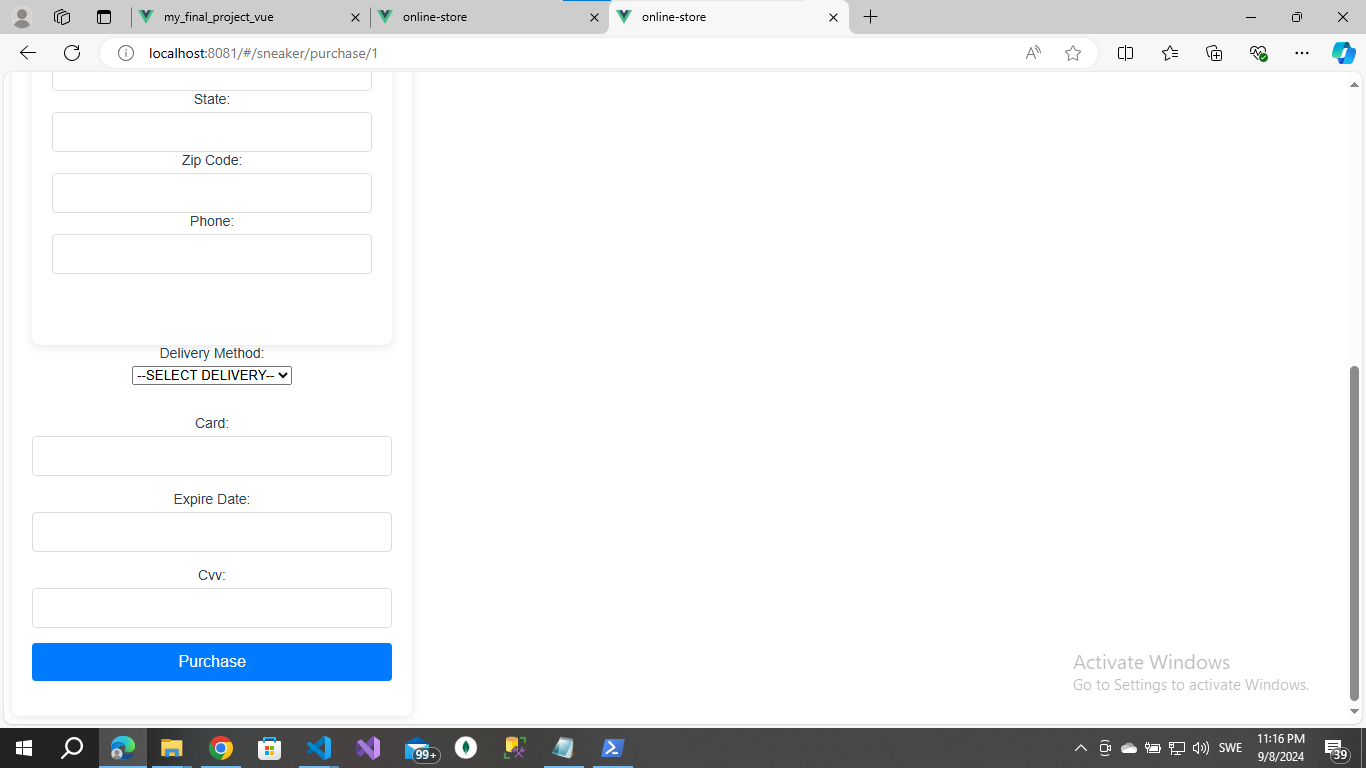 my_final_project_vue
online-store
online-store
localhost:8081/#/sneaker/purchase/1
State:
Zip Code:
Phone:
Delivery Method:
--SELECT DELIVERY--
Card:
Expire Date:
Cvv:
Purchase
Activate Windows
Go to Settings to activate Windows.
99+
SWE
11:16 PM
9/8/2024
39